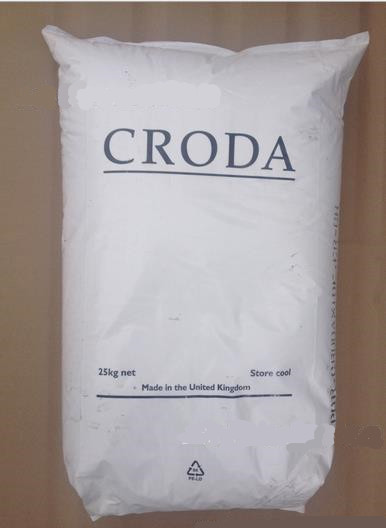 CRODA
25kg net Store cool
Made in the United Kingdom
PE-LD